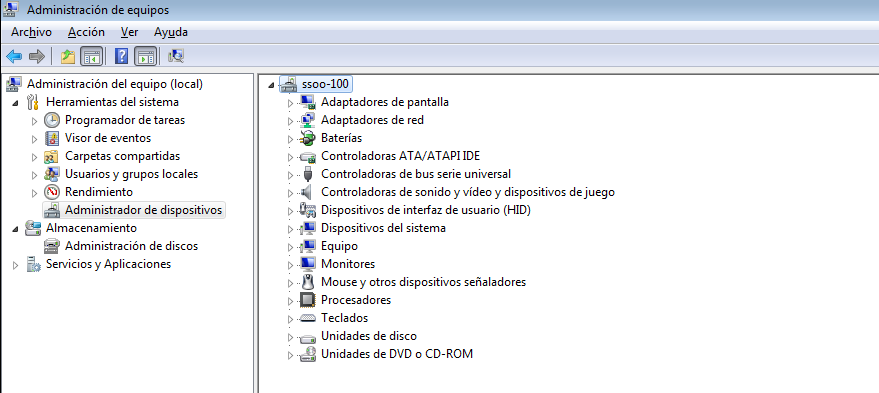 Administración de equipos
Archivo Acción Ver Ayuda
Administración del equipo (local)
Herramientas del sistema
Programador de tareas
Visor de eventos
Carpetas compartidas
Usuarios y grupos locales
Rendimiento
Administrador de dispositivos
Almacenamiento
Administración de discos
Servicios y Aplicaciones
ssoo-100
Adaptadores de pantalla
Adaptadores de red
Baterías
Controladoras ATA/ATAPI IDE
Controladoras de bus serie universal
Controladoras de sonido y vídeo y dispositivos de juego
Dispositivos de interfaz de usuario (HID)
Dispositivos del sistema
Equipo
Monitores
Mouse y otros dispositivos señaladores
Procesadores
Teclados
Unidades de disco
Unidades de DVD o CD-ROM